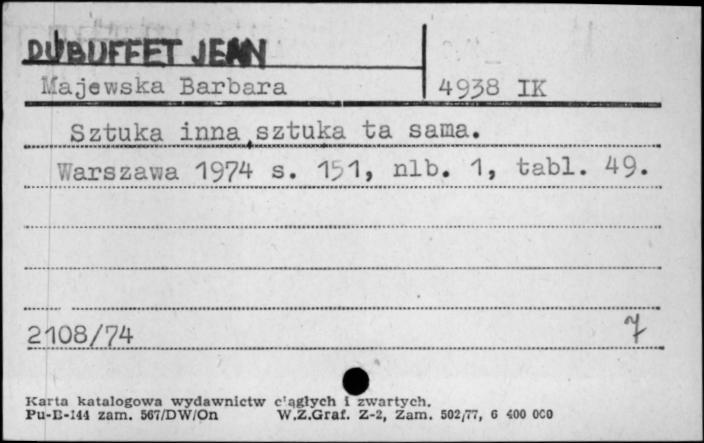 DUBUFFET JEAN
Majewska Barbara 4938 IK
Sztuka inna,sztuka ta sama.
Warszawa 1974 s. 151, nlb. 1, tabl. 49.
2108/74 7
Karta katalogowa wydawnictw ciągłych i zwartych.
Pu-B-144 zam. 567/DW/On W.Z.Graf. Z-2, Zam. 502/77, 6 400 000